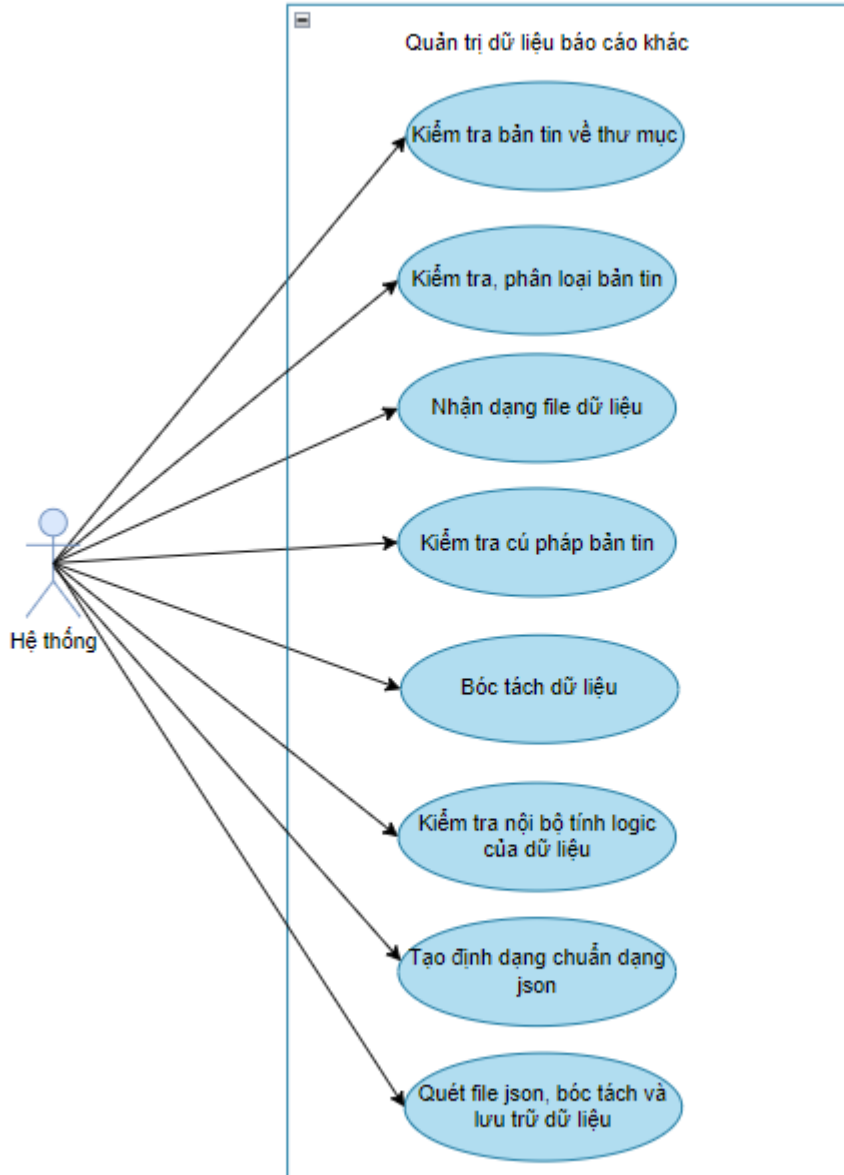 Quản trị dữ liệu báo cáo khác
Kiểm tra bản tin về thư mục
Kiểm tra, phân loại bản tin
Nhận dạng file dữ liệu
Kiểm tra cú pháp bản tin
Hệ thống
Bóc tách dữ liệu
Kiểm tra nội bộ tính logic
của dữ liệu
Tạo định dạng chuẩn dạng
json
Quét file json, bóc tách và
lưu trữ dữ liệu